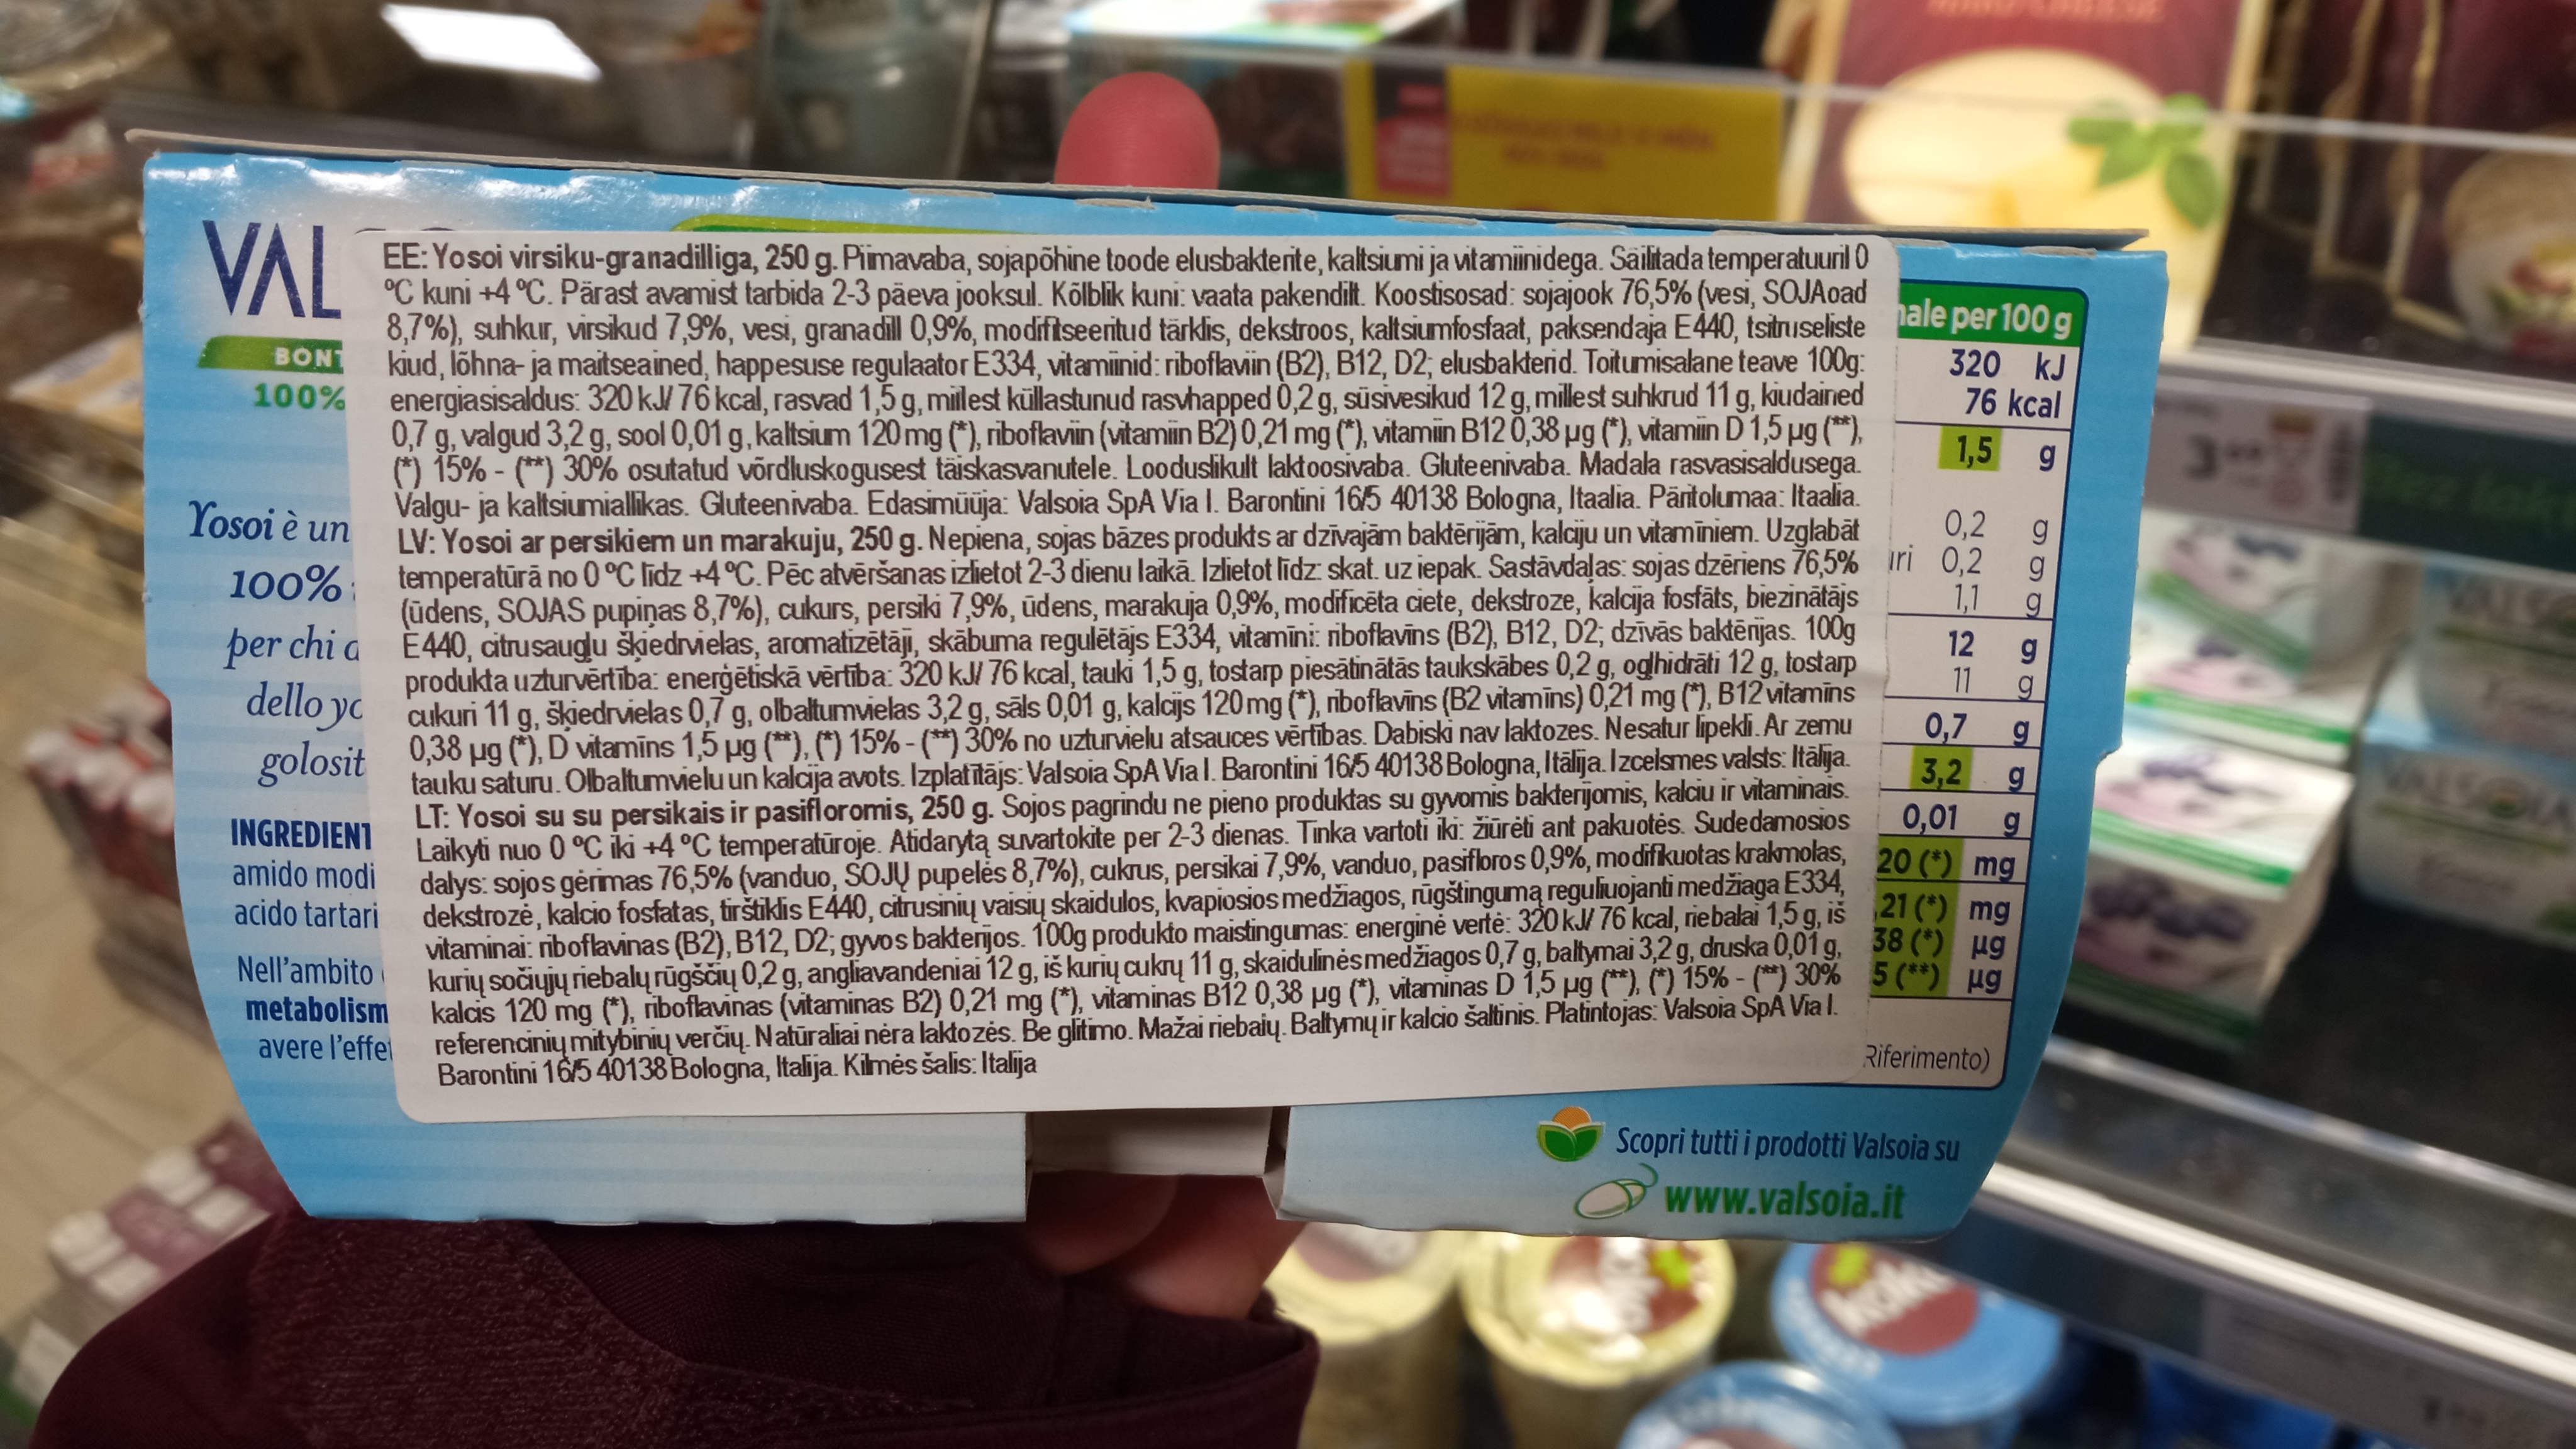 VAL
BONT
100%
Yosoi è un
100%
per chi
dello yo
golosit
INGREDIENT
amido modi
acido tartari
Nell'ambito
metabolism
avere l'effe
EE: Yosoi virsiku-granadilliga, 250 g. Piimavaba, sojapõhine toode elusbakterite, kaltsiumi ja vitamiinidega. Säilitada temperatuuril 0
°C kuni +4 °C. Pärast avamist tarbida 2-3 päeva jooksul. Kõlblik kuni: vaata pakendilt. Koostisosad: sojajook 76,5% (vesi, SOJAoad
8,7%), suhkur, virsikud 7,9%, vesi, granadill 0,9%, modifitseeritud tärklis, dekstroos, kaltsiumfosfaat, paksendaja E440, tsitruseliste
kiud, lõhna- ja maitseained, happesuse regulaator E334, vitamiinid: riboflaviin (B2), B12, D2; elusbakterid. Toitumisalane teave 100g:
energiasisaldus: 320 kJ/ 76 kcal, rasvad 1,5 g, millest küllastunud rasvhapped 0,2 g, süsivesikud 12 g, millest suhkrud 11 g, kiudained
0,7 g, valgud 3,2 g, sool 0,01 g, kaltsium 120 mg (*), riboflaviin (vitamiin B2) 0,21 mg (*), vitamiin B12 0,38 µg (*), vitamiin D 1,5 µg (**),
(*) 15% - (**) 30% osutatud võrdluskogusest täiskasvanutele. Looduslikult laktoosivaba. Gluteenivaba. Madala rasvasisaldusega.
Valgu- ja kaltsiumiallikas. Gluteenivaba. Edasimüüja: Valsoia SpA Via I. Barontini 16/5 40138 Bologna, Itaalia. Päritolumaa: Itaalia.
LV: Yosoi ar persikiem un marakuju, 250 g. Nepiena, sojas bāzes produkts ar dzīvajām baktērijām, kalciju un vitamīniem. Uzglabāt
temperatūrā no 0 °C līdz +4 °C. Pēc atvēršanas izlietot 2-3 dienu laikā. Izlietot līdz: skat. uz iepak. Sastāvdaļas: sojas dzēriens 76,5%
(ūdens, SOJAS pupiņas 8,7%), cukurs, persiki 7,9%, ūdens, marakuja 0,9%, modificēta ciete, dekstroze, kalcija fosfāts, biezinātājs
E440, citrusaugļu šķiedrvielas, aromatizētāji, skābuma regulētājs E334, vitamīni: riboflavīns (B2), B12, D2; dzīvās baktērijas. 100g
produkta uzturvērtība: enerģētiskā vērtība: 320 kJ/ 76 kcal, tauki 1,5 g, tostarp piesātinātās taukskābes 0,2 g, ogļhidrāti 12 g, tostarp
cukuri 11 g, šķiedrvielas 0,7 g, olbaltumvielas 3,2 g, sāls 0,01 g, kalcijs 120 mg (*), riboflavīns (B2 vitamīns) 0,21 mg (*), B12 vitamīns
0,38 µg (*), D vitamīns 1,5 µg (**), (*) 15% - (**) 30% no uzturvielu atsauces vērtības. Dabiski nav laktozes. Nesatur lipekli. Ar zemu
tauku saturu. Olbaltumvielu un kalcija avots. Izplatītājs: Valsoia SpA Via I. Barontini 16/5 40138 Bologna, Itālija. Izcelsmes valsts: Itālija.
LT: Yosoi su su persikais ir pasifloromis, 250 g. Sojos pagrindu ne pieno produktas su gyvomis bakterijomis, kalciu ir vitaminais.
Laikyti nuo 0 °C iki +4 °C temperatūroje. Atidarytą suvartokite per 2-3 dienas. Tinka vartoti iki: žiūrėti ant pakuotės. Sudedamosios
dalys: sojos gėrimas 76,5% (vanduo, SOJŲ pupelės 8,7%), cukrus, persikai 7,9%, vanduo, pasifloros 0,9%, modifikuotas krakmolas,
dekstrozė, kalcio fosfatas, tirštiklis E440, citrusinių vaisių skaidulos, kvapiosios medžiagos, rūgštingumą reguliuojanti medžiaga E334,
vitaminai: riboflavinas (B2), B12, D2; gyvos bakterijos. 100g produkto maistingumas: energinė vertė: 320 kJ/ 76 kcal, riebalai 1,5 g, iš
kurių sočiųjų riebalų rūgščių 0,2 g, angliavandeniai 12 g, iš kurių cukrų 11 g, skaidulinės medžiagos 0,7 g, baltymai 3,2 g, druska 0,01 g,
kalcis 120 mg (*), riboflavinas (vitaminas B2) 0,21 mg (*), vitaminas B12 0,38 µg (*), vitaminas D 1,5 µg (**), (*) 15% - (**) 30%
referencinių mitybinių verčių. Natūraliai nėra laktozės. Be glitimo. Mažai riebalų. Baltymų ir kalcio šaltinis. Platintojas: Valsoia SpA Via I.
Barontini 16/5 40138 Bologna, Italija. Kilmės šalis: Italija
nale per 100 g
320 kJ
76 kcal
1,5 g
0,2 g
uri 0,2 g
1,1 g
12 g
11 g
0,7 g
3,2 g
0,01 g
20 (*) mg
,21 (*) mg
38 (*) µg
5 (**) µg
Riferimento)
Scopri tutti i prodotti Valsoia su
www.valsoia.it